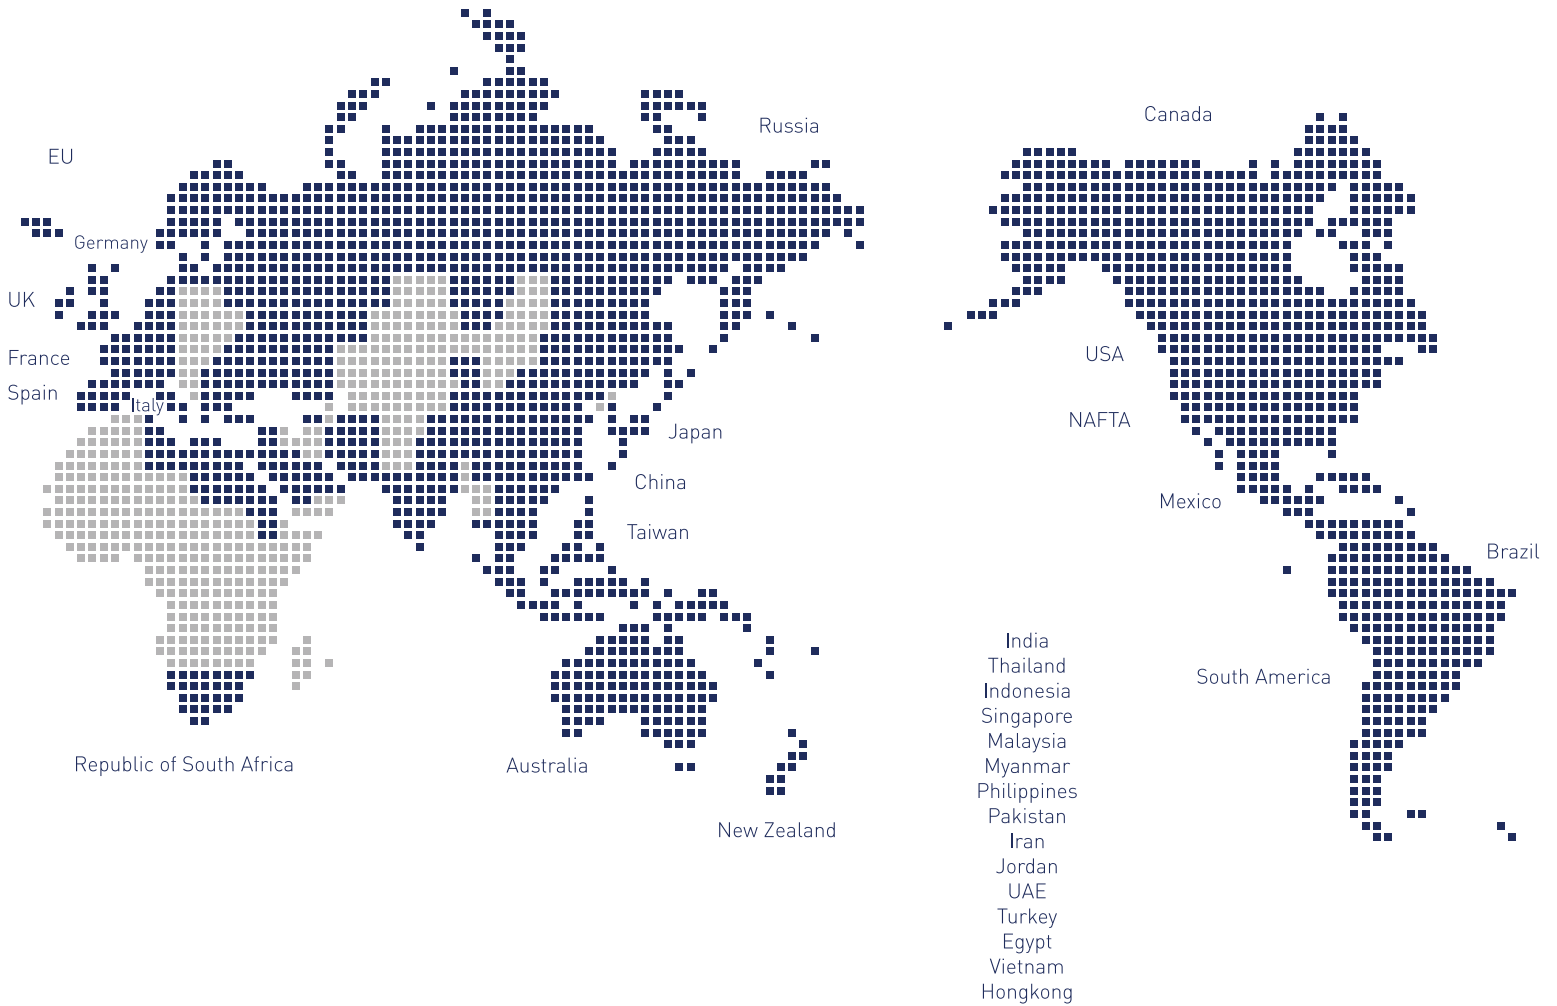 Canada
Russia
EU
Germany
UK
USA
France
Spain
Italy
NAFTA
Japan
China
Mexico
Taiwan
Brazil
India
Thailand
Indonesia
Singapore
Malaysia
Myanmar
Philippines
Pakistan
Iran
Jordan
UAE
Turkey
Egypt
Vietnam
Hongkong
South America
Republic of South Africa
Australia
New Zealand